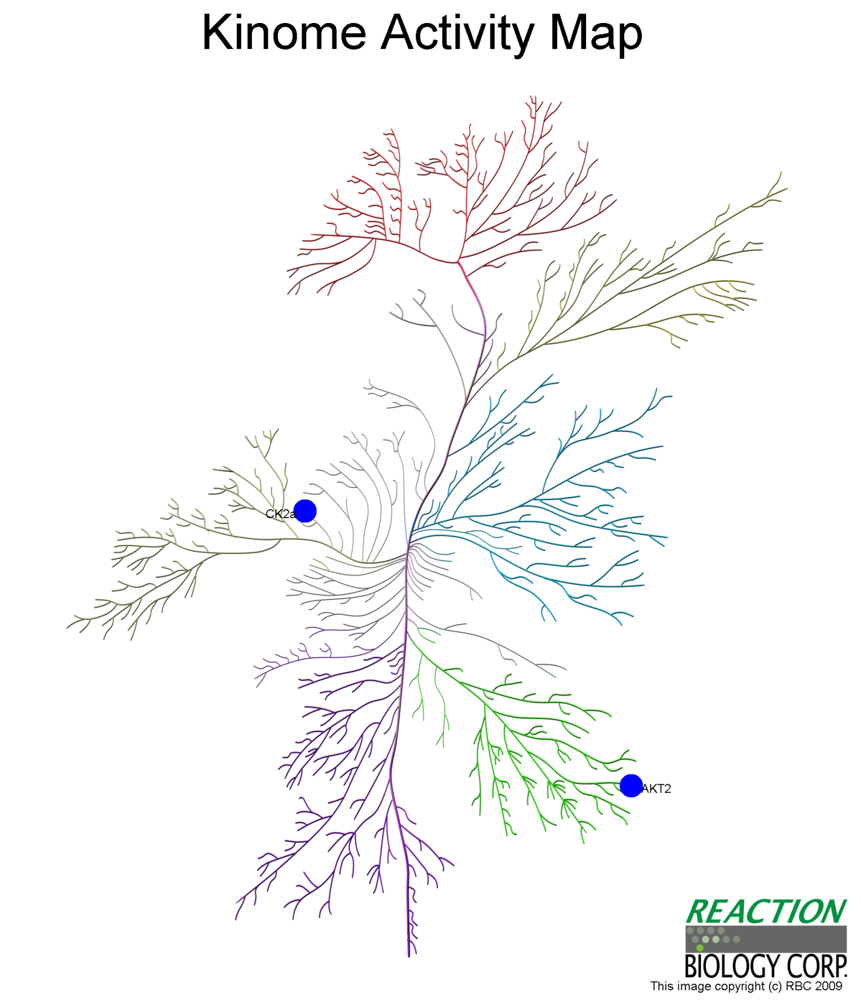 Kinome Activity Map
CK2a
AKT2
REACTION
BIOLOGY CORP.
This image copyright (c) RBC 2009